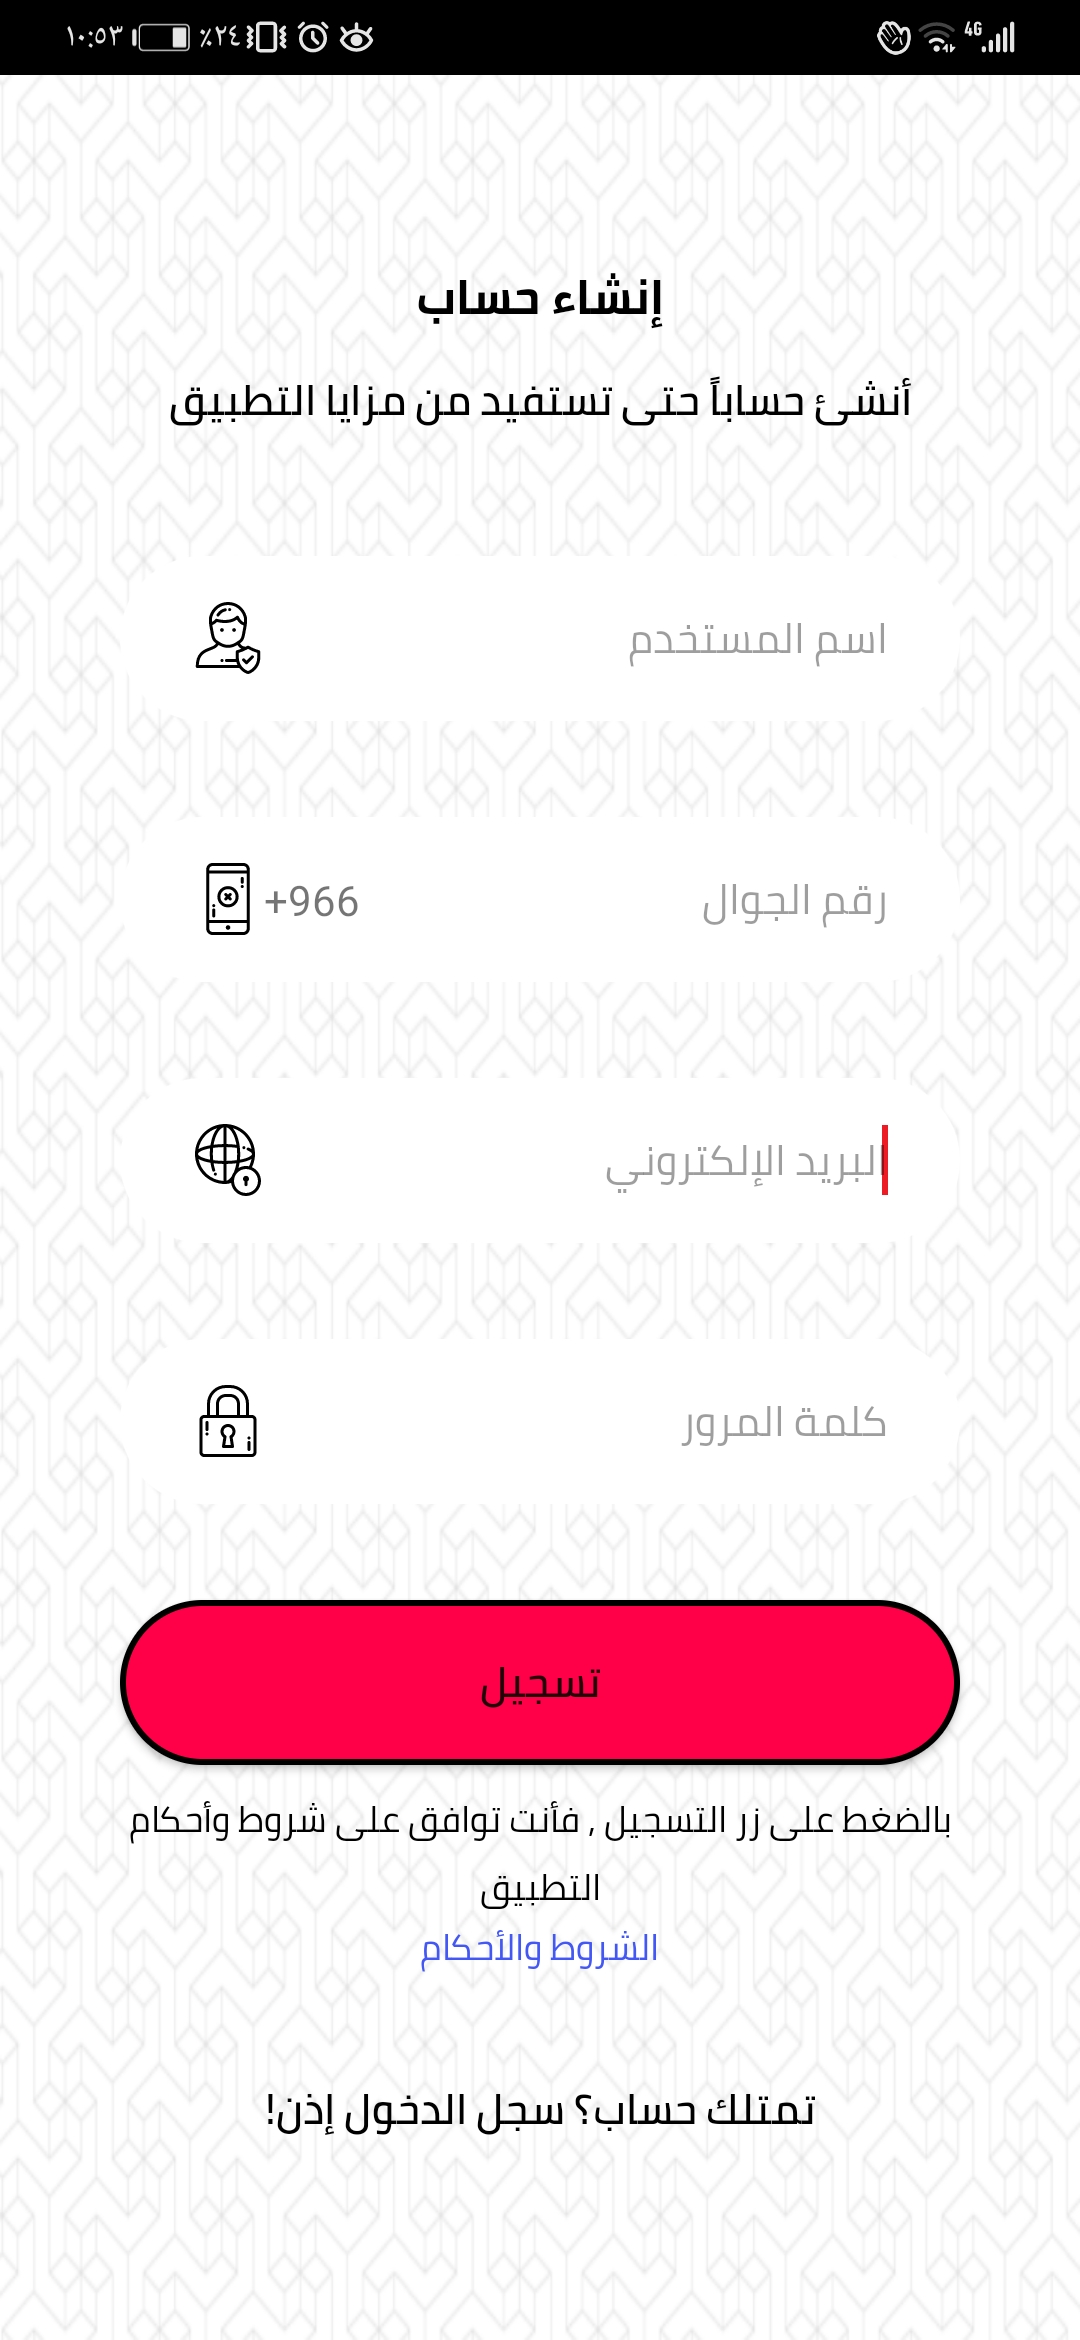 ١٠:٥٣ ٪٢٤ 4G
إنشاء حساب
أنشئ حساباً حتى تستفيد من مزايا التطبيق
اسم المستخدم
رقم الجوال +966
البريد الإلكتروني
كلمة المرور
تسجيل
بالضغط على زر التسجيل , فأنت توافق على شروط وأحكام
التطبيق
الشروط والأحكام
تمتلك حساب؟ سجل الدخول إذن!